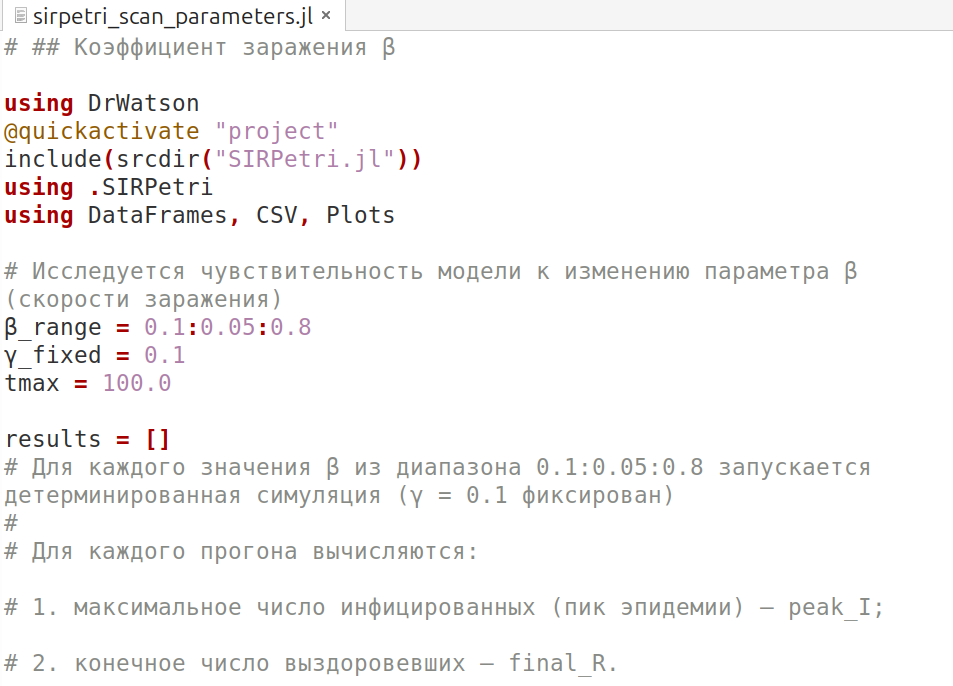 sirpetri_scan_parameters.jl ×
# ## Коэффициент заражения β
using DrWatson
@quickactivate "project"
include(srcdir("SIRPetri.jl"))
using .SIRPetri
using DataFrames, CSV, Plots
# Исследуется чувствительность модели к изменению параметра β
(скорости заражения)
β_range = 0.1:0.05:0.8
γ_fixed = 0.1
tmax = 100.0
results = []
# Для каждого значения β из диапазона 0.1:0.05:0.8 запускается
детерминированная симуляция (γ = 0.1 фиксирован)
#
# Для каждого прогона вычисляются:
# 1. максимальное число инфицированных (пик эпидемии) — peak_I;
# 2. конечное число выздоровевших — final_R.